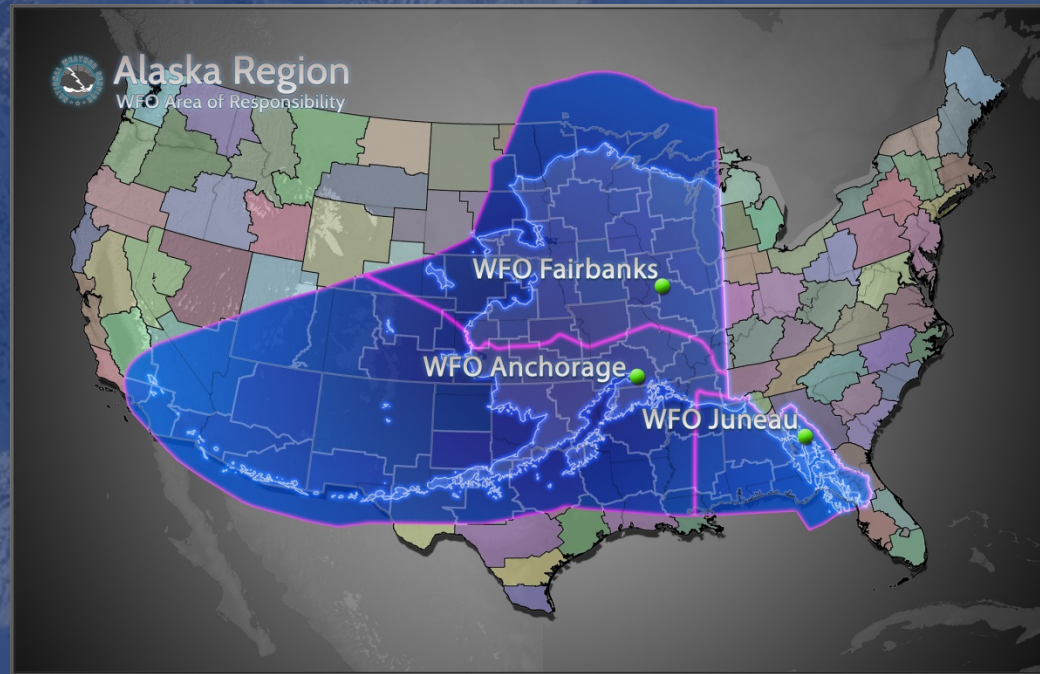 Alaska Region
WFO Area of Responsibility
WFO Fairbanks
WFO Anchorage
WFO Juneau